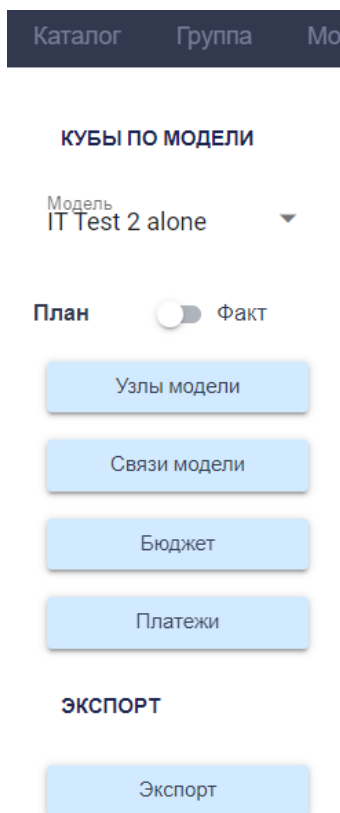 Каталог Группа Мо
КУБЫ ПО МОДЕЛИ
Модель
IT Test 2 alone
План Факт
Узлы модели
Связи модели
Бюджет
Платежи
ЭКСПОРТ
Экспорт